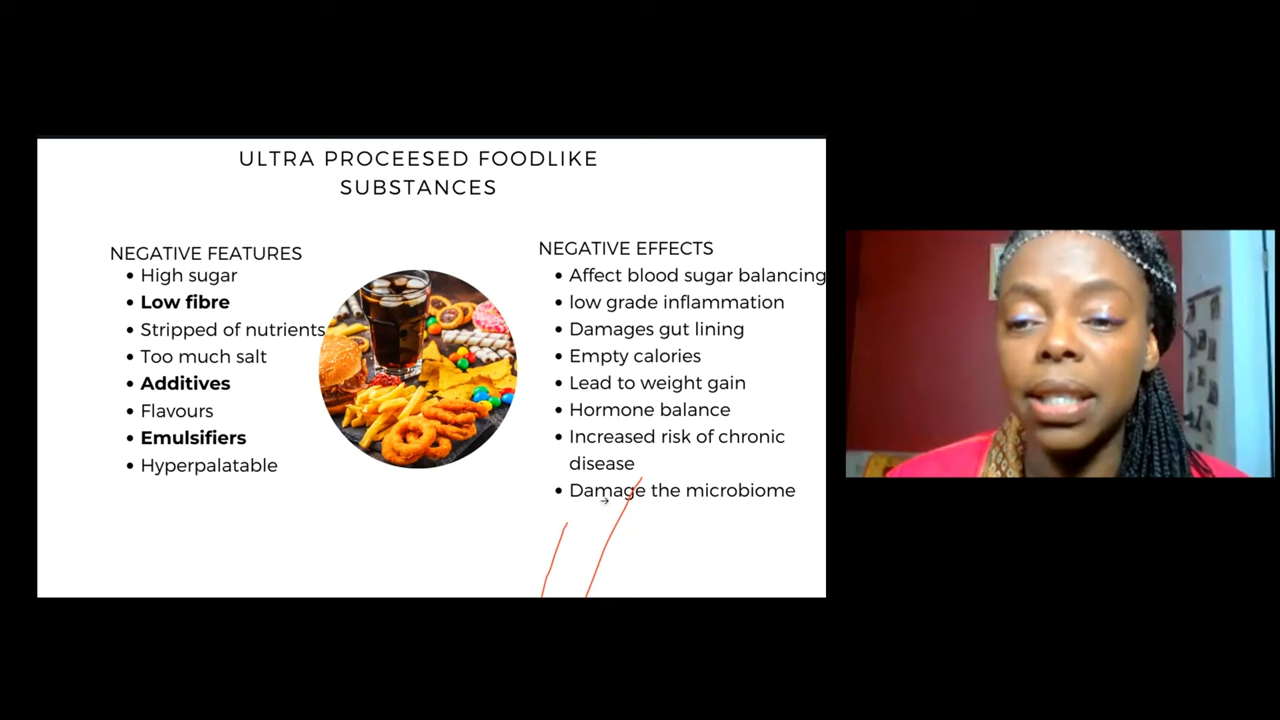 ULTRA PROCEESED FOODLIKE
SUBSTANCES
NEGATIVE FEATURES
• High sugar
• Low fibre
• Stripped of nutrients
• Too much salt
• Additives
• Flavours
• Emulsifiers
• Hyperpalatable
NEGATIVE EFFECTS
• Affect blood sugar balancing
• low grade inflammation
• Damages gut lining
• Empty calories
• Lead to weight gain
• Hormone balance
• Increased risk of chronic
disease
• Damage the microbiome